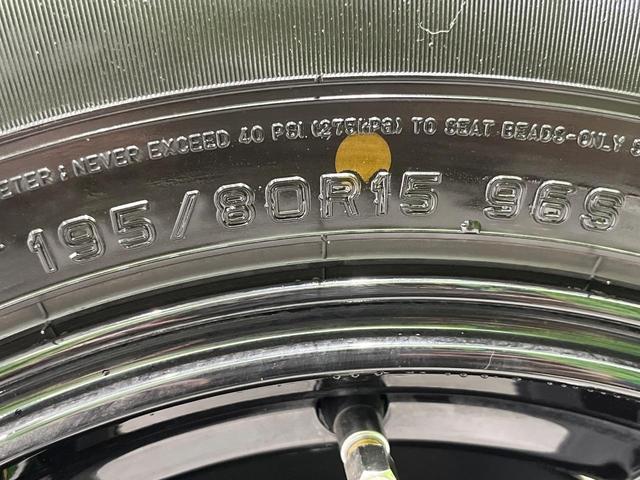 ETER : NEVER EXCEED 40 PSI (275kPa) TO SEAT BEADS-ONLY
195/80R15 96S